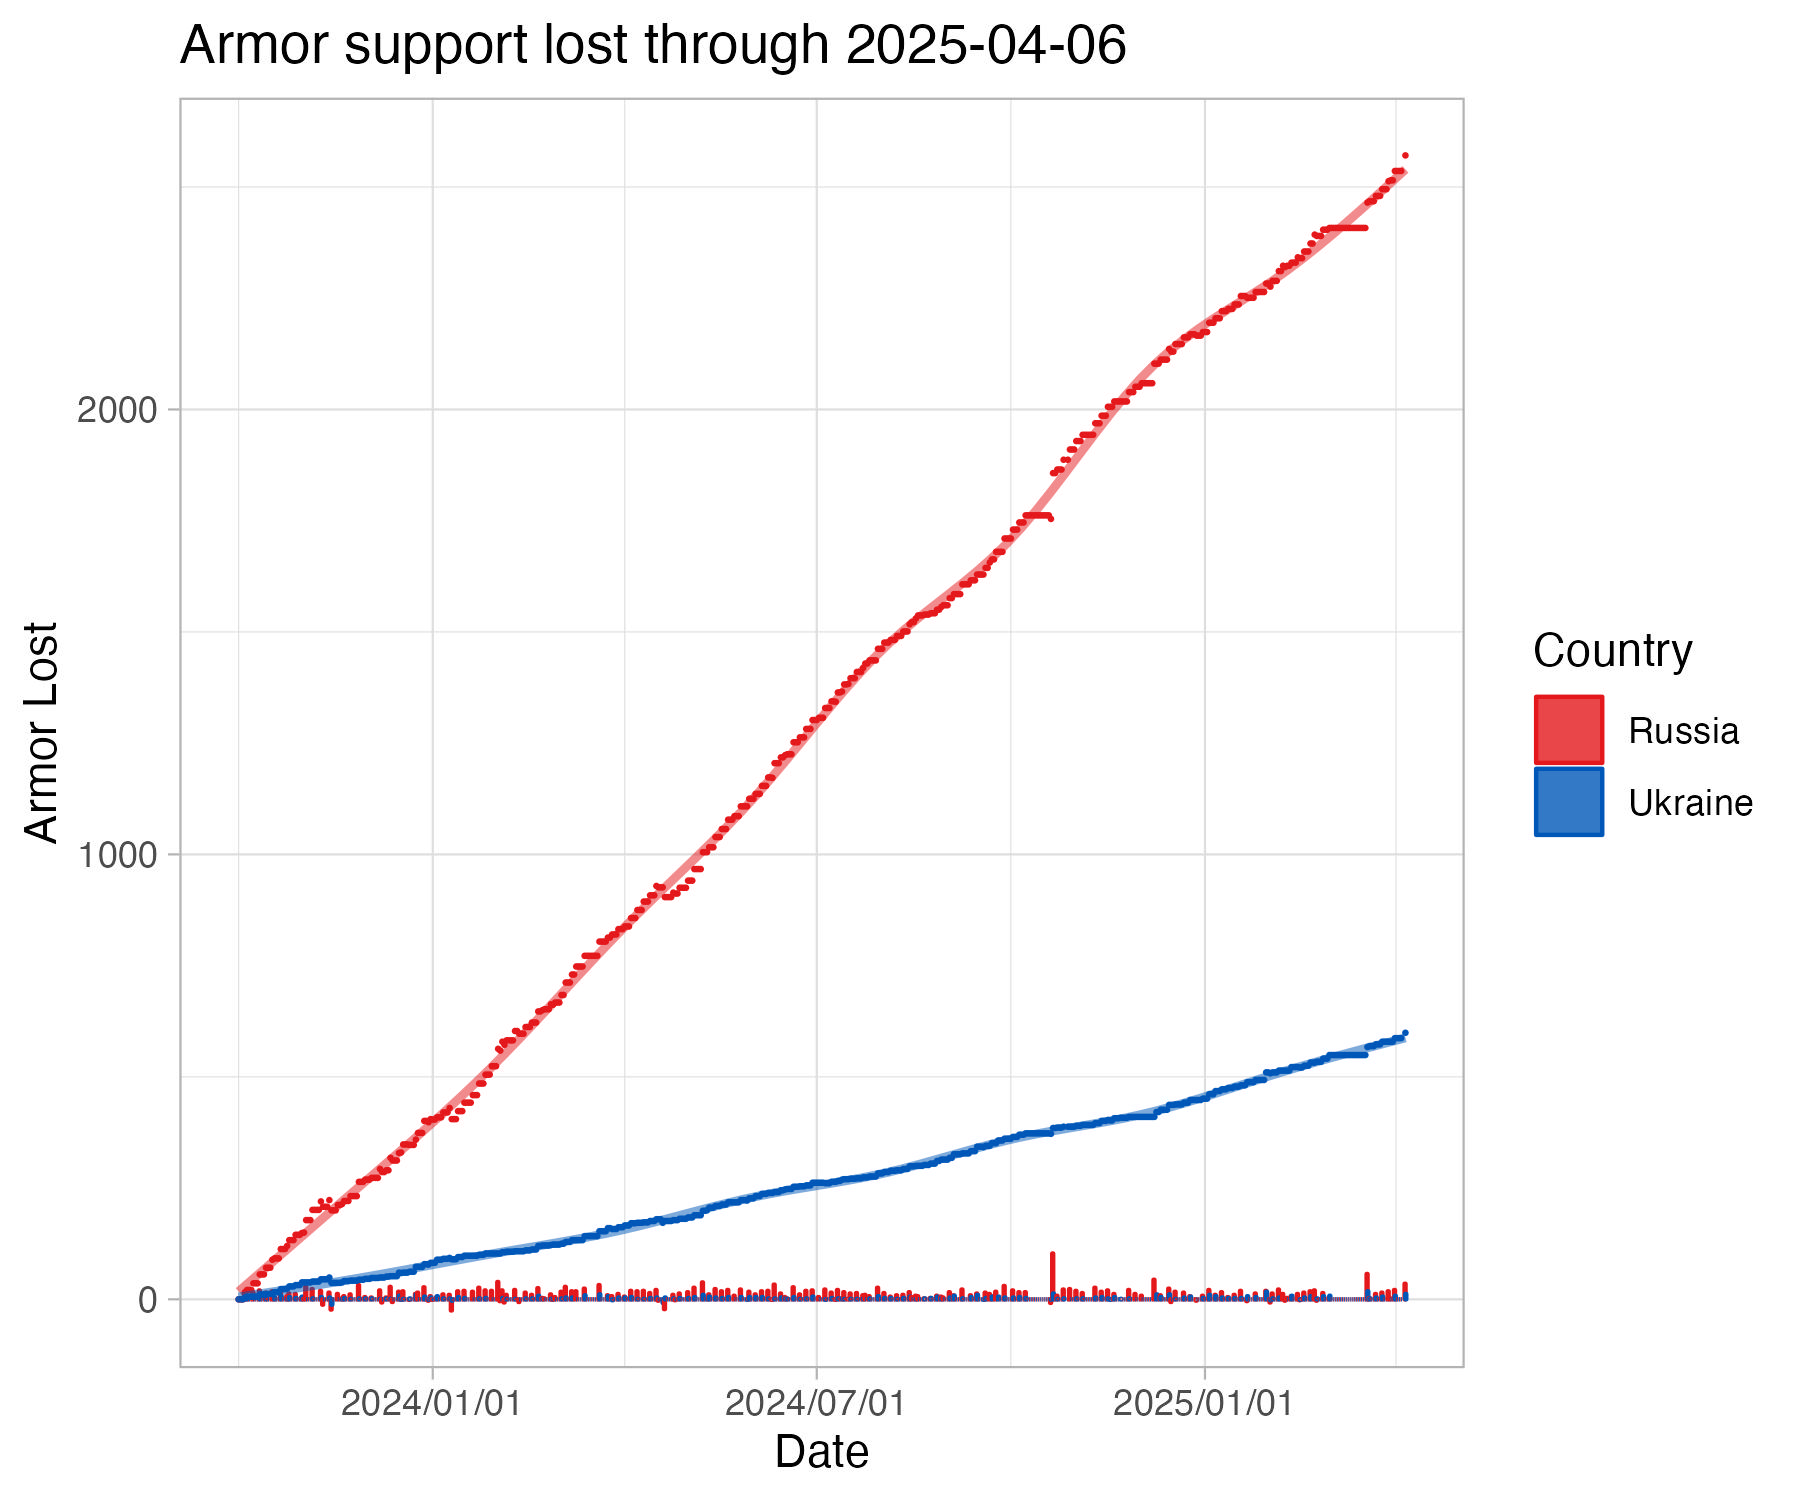 Armor support lost through 2025-04-06
Armor Lost
2000
1000
0
2024/01/01
2024/07/01
2025/01/01
Date
Country
Russia
Ukraine